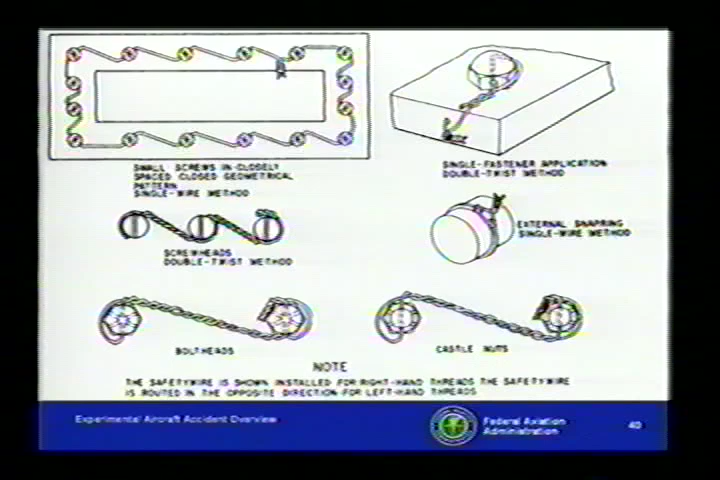 SMALL SCREWS IN CLOSELY
SPACED CLOSED GEOMETRICAL
PATTERN
SINGLE-WIRE METHOD
SINGLE-FASTENER APPLICATION
DOUBLE-TWIST METHOD
EXTERNAL SNAPRING
SINGLE-WIRE METHOD
SCREWHEADS
DOUBLE-TWIST METHOD
BOLTHEADS
CASTLE NUTS
NOTE
THE SAFETYWIRE IS SHOWN INSTALLED FOR RIGHT-HAND THREADS THE SAFETYWIRE
IS ROUTED IN THE OPPOSITE DIRECTION FOR LEFT-HAND THREADS
Experimental Aircraft Accident Overview
Federal Aviation
Administration
40